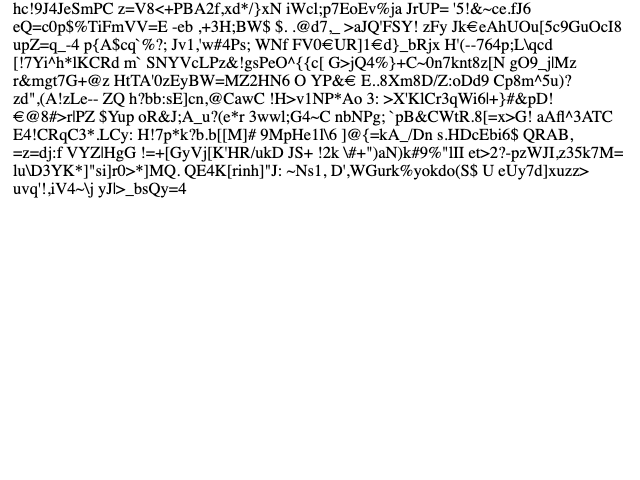 hc!9J4JeSmPC z=V8<+PBA2f,xd*/}xN iWcl;p7EoEv%ja JrUP= '5!&~ce.fJ6
eQ=c0p$%TiFmVV=E -eb ,+3H;BW$ $. .@d7,_ >aJQ'FSY! zFy Jk€eAhUOu[5c9GuOcI8
upZ=q_-4 p{A$cq`%?; Jv1,'w#4Ps; WNf FV0€UR]1€d}_bRjx H'(--764p;L\qcd
[!7Yi^h*lKCRd m` SNYVcLPz&!gsPeO^{{c[ G>jQ4%}+C~0n7knt8z[N gO9_j|Mz
r&mgt7G+@z HtTA'0zEyBW=MZ2HN6 O YP&€ E..8Xm8D/Z:oDd9 Cp8m^5u)?
zd",(A!zLe-- ZQ h?bb:sE]cn,@CawC !H>v1NP*Ao 3: >X'KlCr3qWi6|+}#&pD!
€@8#>r|PZ $Yup oR&J;A_u?(e*r 3wwl;G4~C nbNPg; `pB&CWtR.8[=x>G! aAfl^3ATC
E4!CRqC3*.LCy: H!7p*k?b.b[[M]# 9MpHe1l\6 ]@{=kA_/Dn s.HDcEbi6$ QRAB,
=z=dj:f VYZ|HgG !=+[GyVj[K'HR/ukD JS+ !2k \#+")aN)k#9%"lII et>2?-pzWJI,z35k7M=
lu\D3YK*]"si]r0>*]MQ. QE4K[rinh]"J: ~Ns1, D',WGurk%yokdo(S$ U eUy7d]xuzz>
uvq'!,iV4~\j yJ|>_bsQy=4